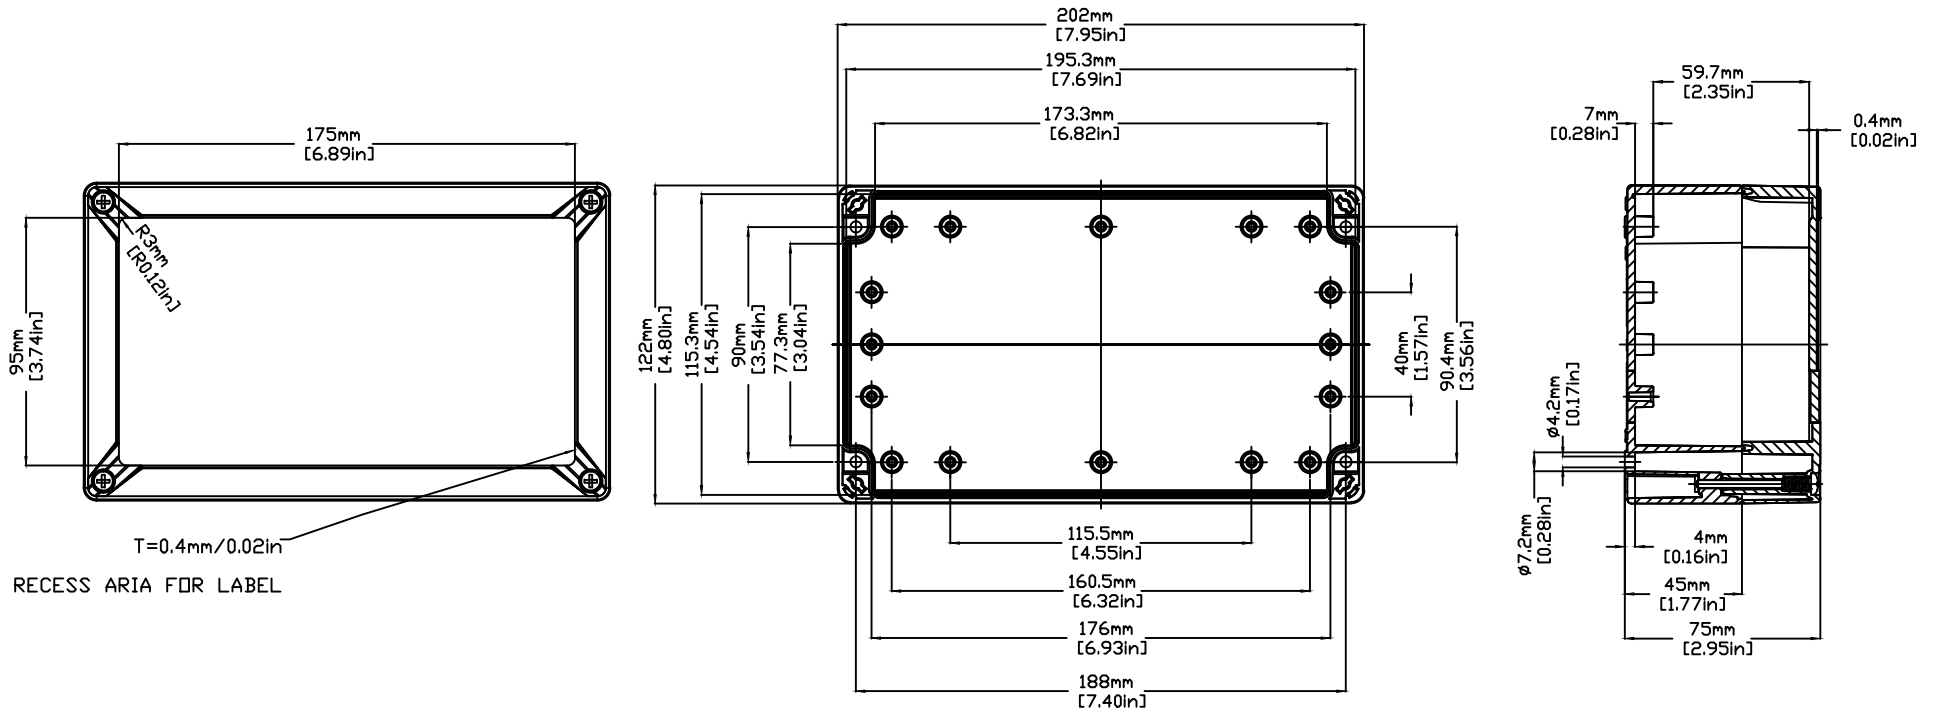 175mm
[6.89in]
R3mm
[R0.12in]
95mm
[3.74in]
T=0.4mm/0.02in
RECESS ARIA FOR LABEL
202mm
[7.95in]
195.3mm
[7.69in]
173.3mm
[6.82in]
122mm
[4.80in]
115.3mm
[4.54in]
90mm
[3.54in]
77.3mm
[3.04in]
40mm
[1.57in]
90.4mm
[3.56in]
115.5mm
[4.55in]
160.5mm
[6.32in]
176mm
[6.93in]
188mm
[7.40in]
59.7mm
[2.35in]
7mm
[0.28in]
0.4mm
[0.02in]
ø4.2mm
[0.17in]
ø7.2mm
[0.28in]
4mm
[0.16in]
45mm
[1.77in]
75mm
[2.95in]